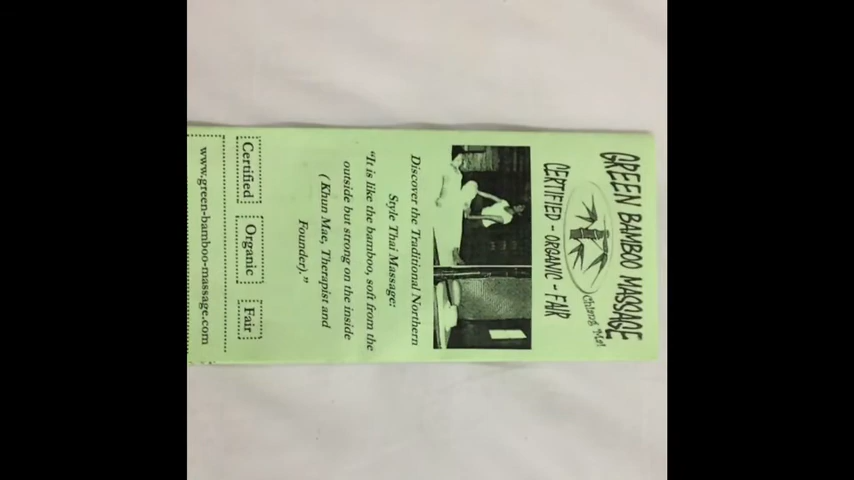 GREEN BAMBOO MASSAGE
Chiang Mai
CERTIFIED - ORGANIC - FAIR
Discover the Traditional Northern
Style Thai Massage:
"It is like the bamboo, soft from the
outside but strong on the inside
( Khun Mae, Therapist and
Founder)."
Certified Organic Fair
www.green-bamboo-massage.com